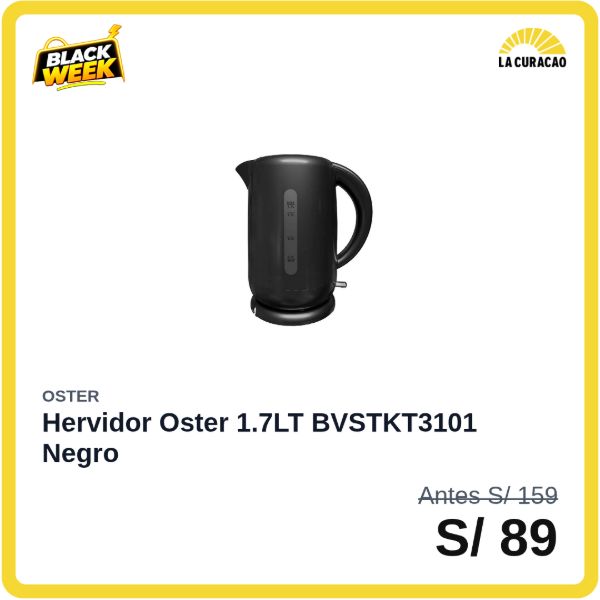 BLACK
WEEK
LA CURACAO
OSTER
Hervidor Oster 1.7LT BVSTKT3101
Negro
Antes S/ 159
S/ 89